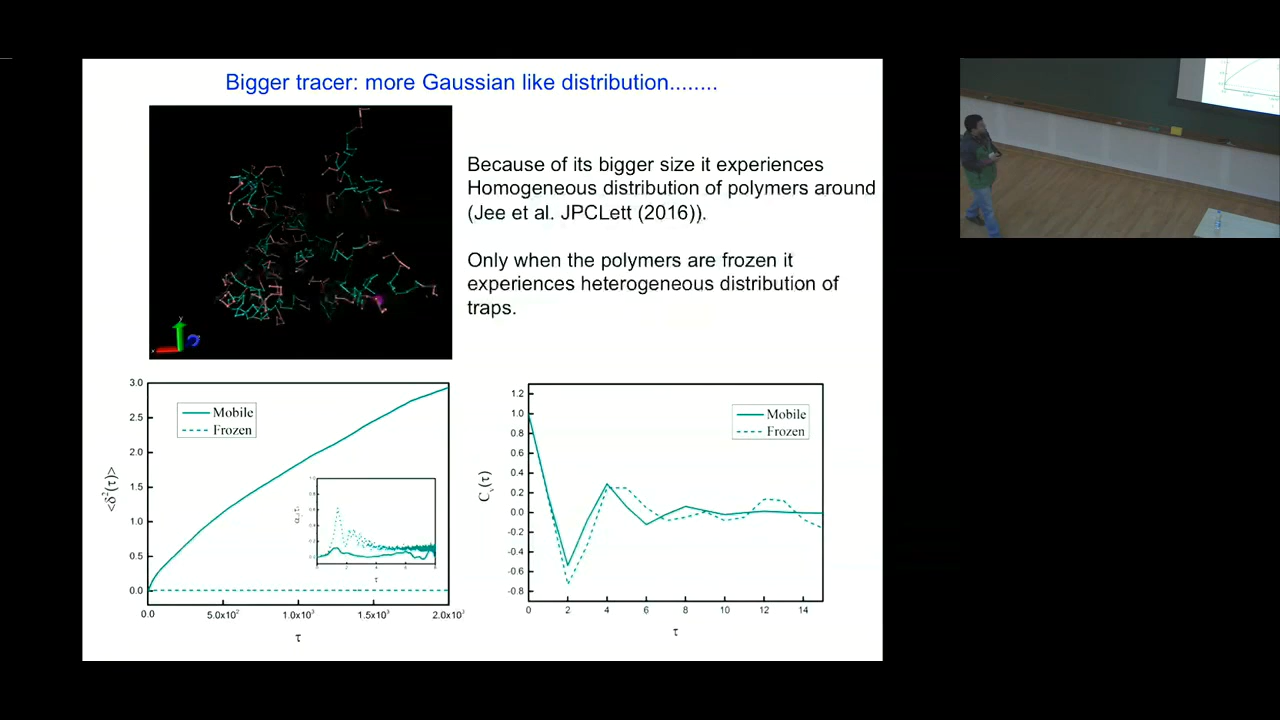 Bigger tracer: more Gaussian like distribution........
Because of its bigger size it experiences
Homogeneous distribution of polymers around
(Jee et al. JPCLett (2016)).
Only when the polymers are frozen it
experiences heterogeneous distribution of
traps.
y
x
3.0
2.5
2.0
1.5
1.0
0.5
0.0
<δ²(τ)>
Mobile
Frozen
0.0
5.0x10²
1.0x10³
1.5x10³
2.0x10³
τ
τ
1.2
1.0
0.8
0.6
0.4
0.2
0.0
-0.2
-0.4
-0.6
-0.8
Cᵥ(τ)
Mobile
Frozen
0
2
4
6
8
10
12
14
τ